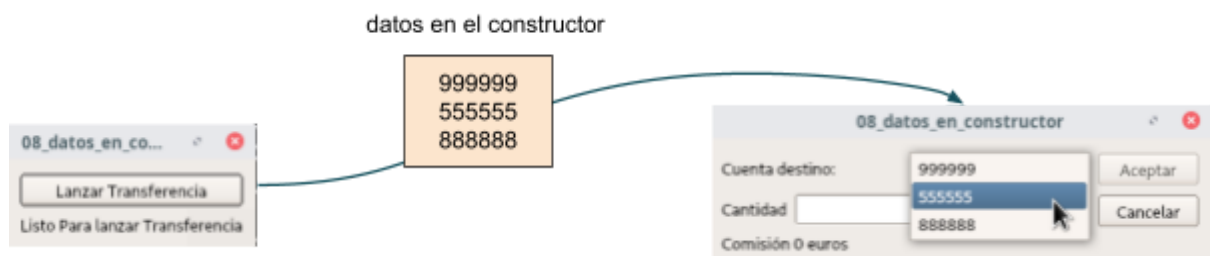 datos en el constructor
999999
555555
888888
08_datos_en_co...
Lanzar Transferencia
Listo Para lanzar Transferencia
08_datos_en_constructor
Cuenta destino:
999999
Aceptar
555555
Cantidad
Cancelar
888888
Comisión 0 euros